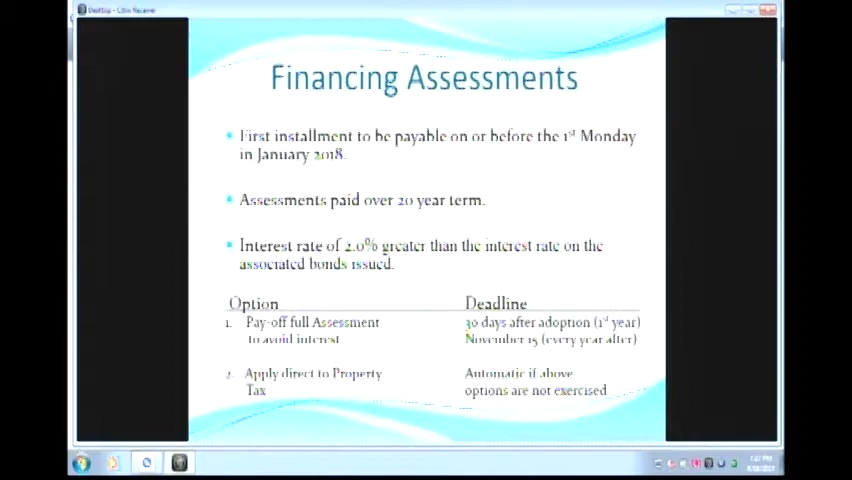 Desktop - Citrix Receiver
Financing Assessments
First installment to be payable on or before the 1st Monday
in January 2018.
Assessments paid over 20 year term.
Interest rate of 2.0% greater than the interest rate on the
associated bonds issued.
Option Deadline
1. Pay-off full Assessment 30 days after adoption (1st year)
to avoid interest November 15 (every year after)
2. Apply direct to Property Automatic if above
Tax options are not exercised